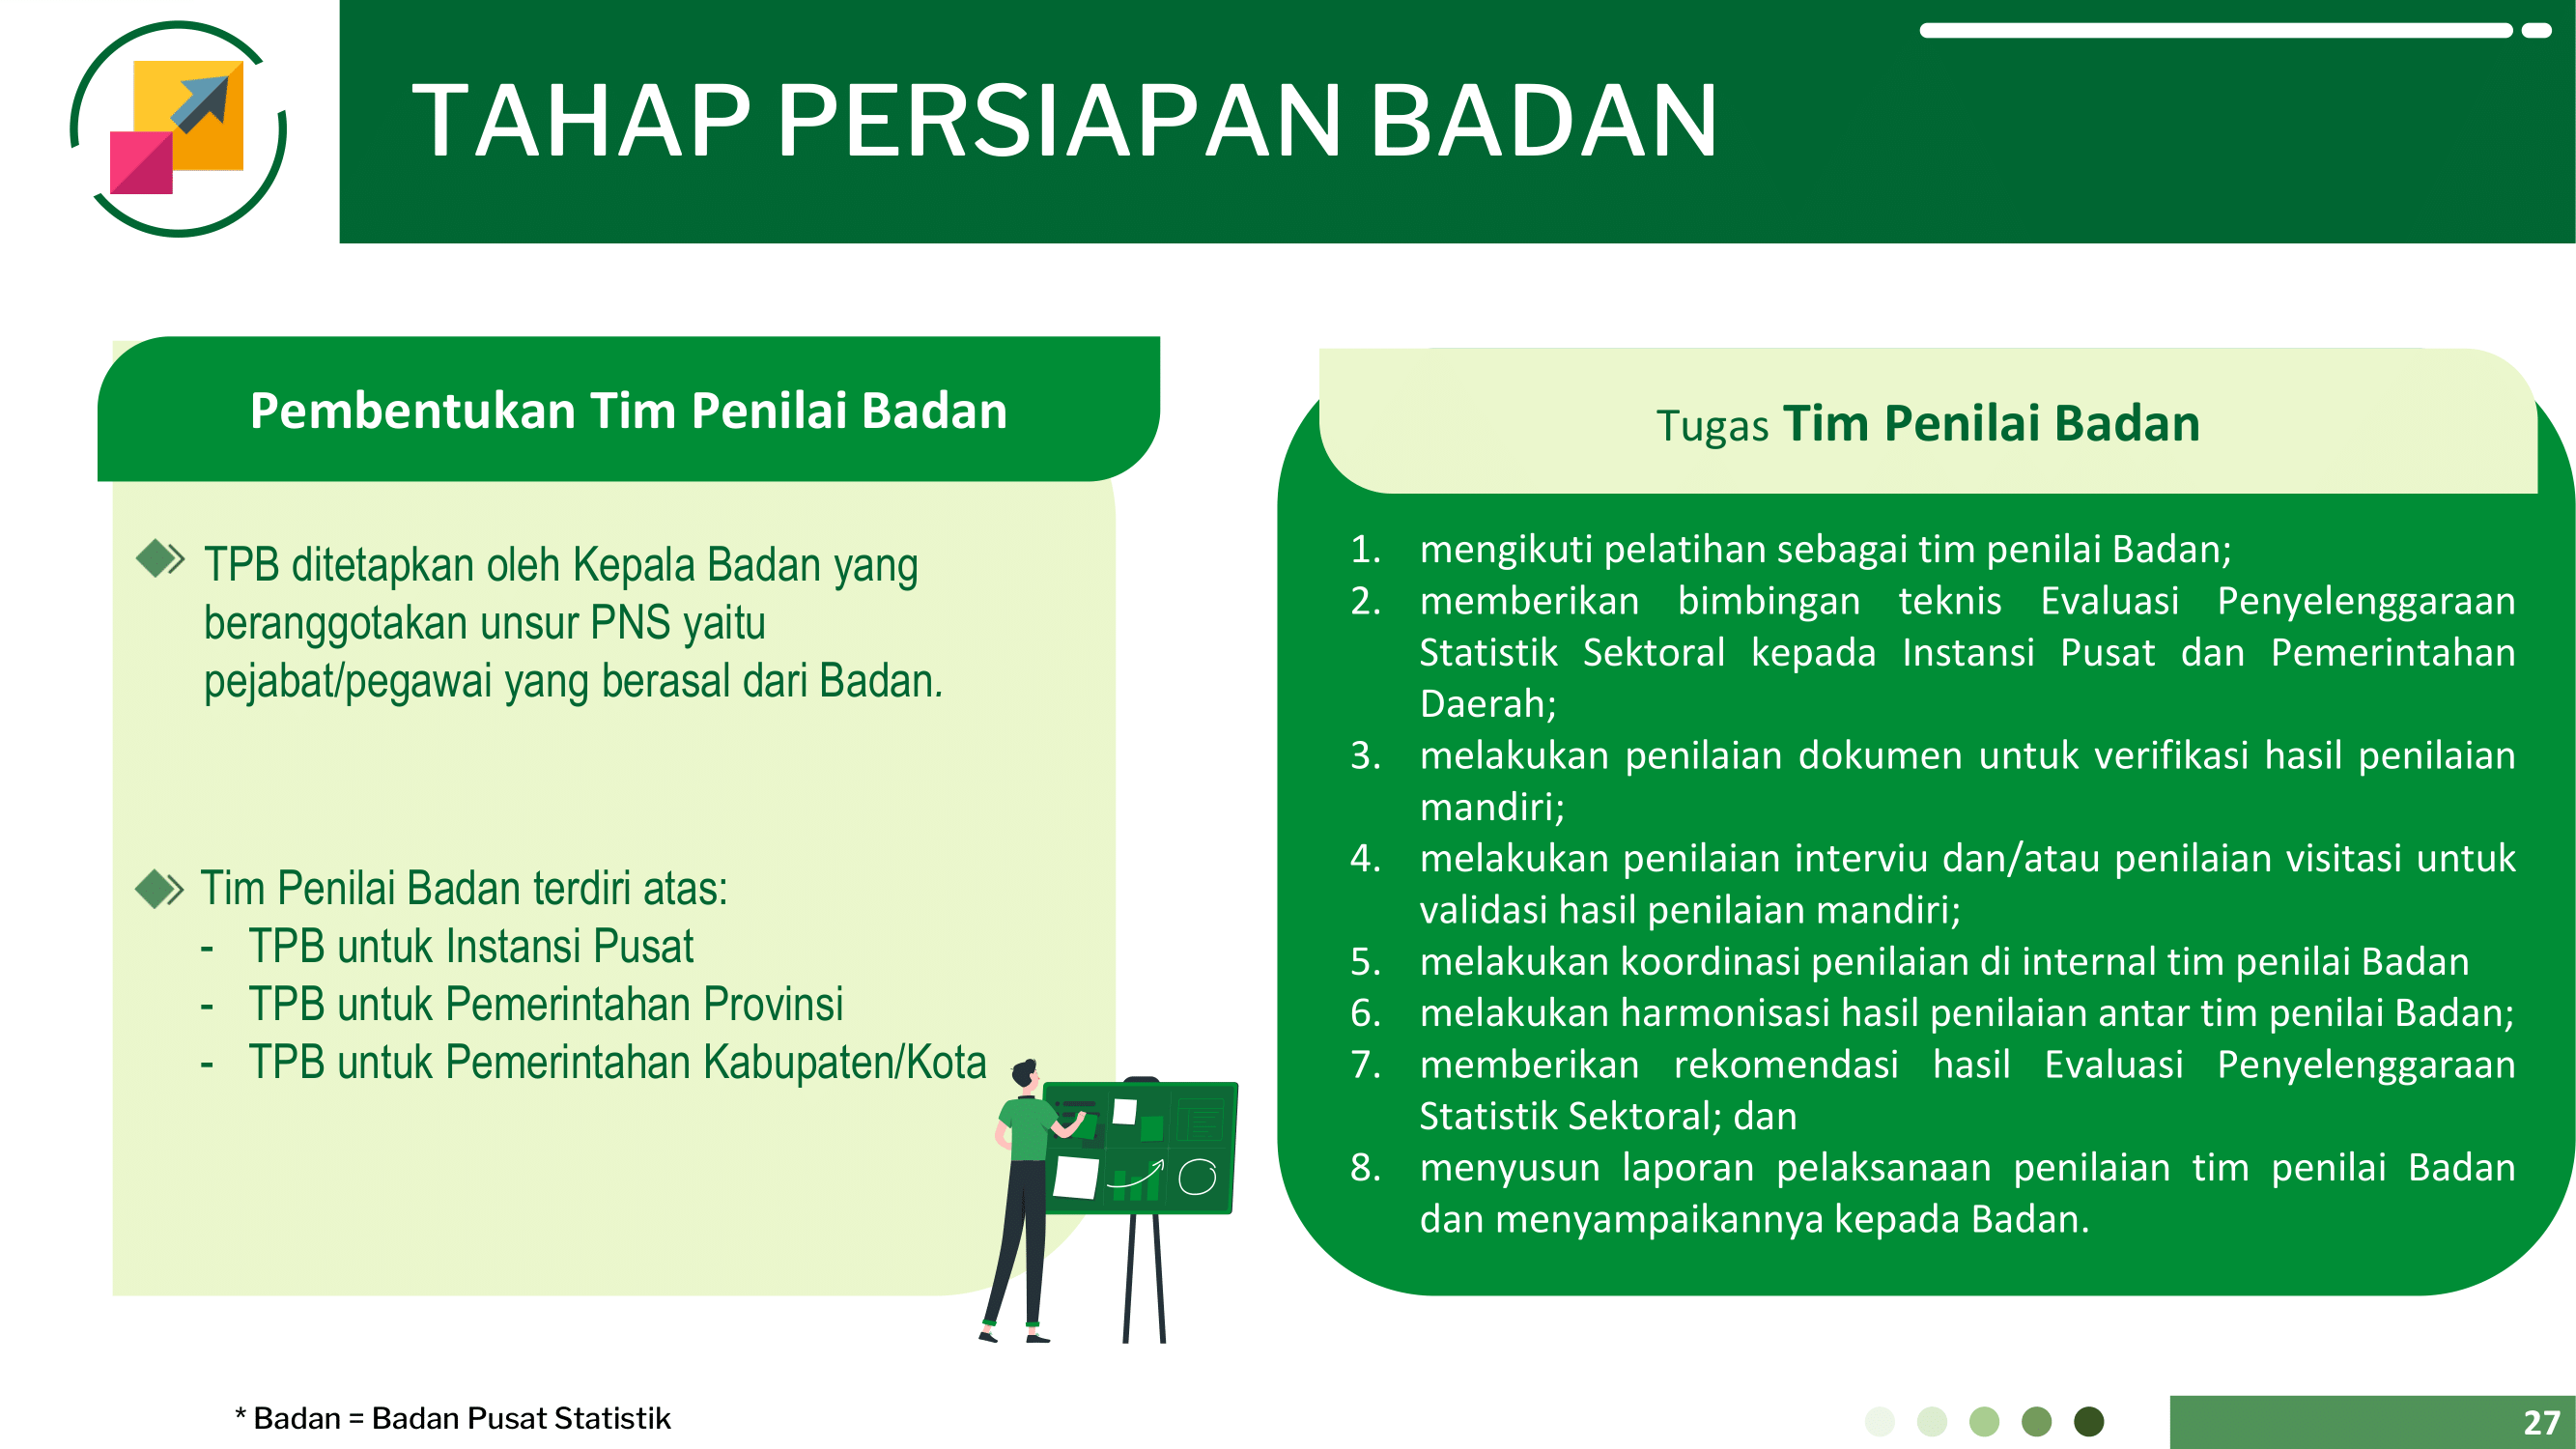 TAHAP PERSIAPAN BADAN
Pembentukan Tim Penilai Badan
TPB ditetapkan oleh Kepala Badan yang
beranggotakan unsur PNS yaitu
pejabat/pegawai yang berasal dari Badan.
Tim Penilai Badan terdiri atas:
- TPB untuk Instansi Pusat
- TPB untuk Pemerintahan Provinsi
- TPB untuk Pemerintahan Kabupaten/Kota
Tugas Tim Penilai Badan
1. mengikuti pelatihan sebagai tim penilai Badan;
2. memberikan bimbingan teknis Evaluasi Penyelenggaraan
Statistik Sektoral kepada Instansi Pusat dan Pemerintahan
Daerah;
3. melakukan penilaian dokumen untuk verifikasi hasil penilaian
mandiri;
4. melakukan penilaian interviu dan/atau penilaian visitasi untuk
validasi hasil penilaian mandiri;
5. melakukan koordinasi penilaian di internal tim penilai Badan
6. melakukan harmonisasi hasil penilaian antar tim penilai Badan;
7. memberikan rekomendasi hasil Evaluasi Penyelenggaraan
Statistik Sektoral; dan
8. menyusun laporan pelaksanaan penilaian tim penilai Badan
dan menyampaikannya kepada Badan.
* Badan = Badan Pusat Statistik
27